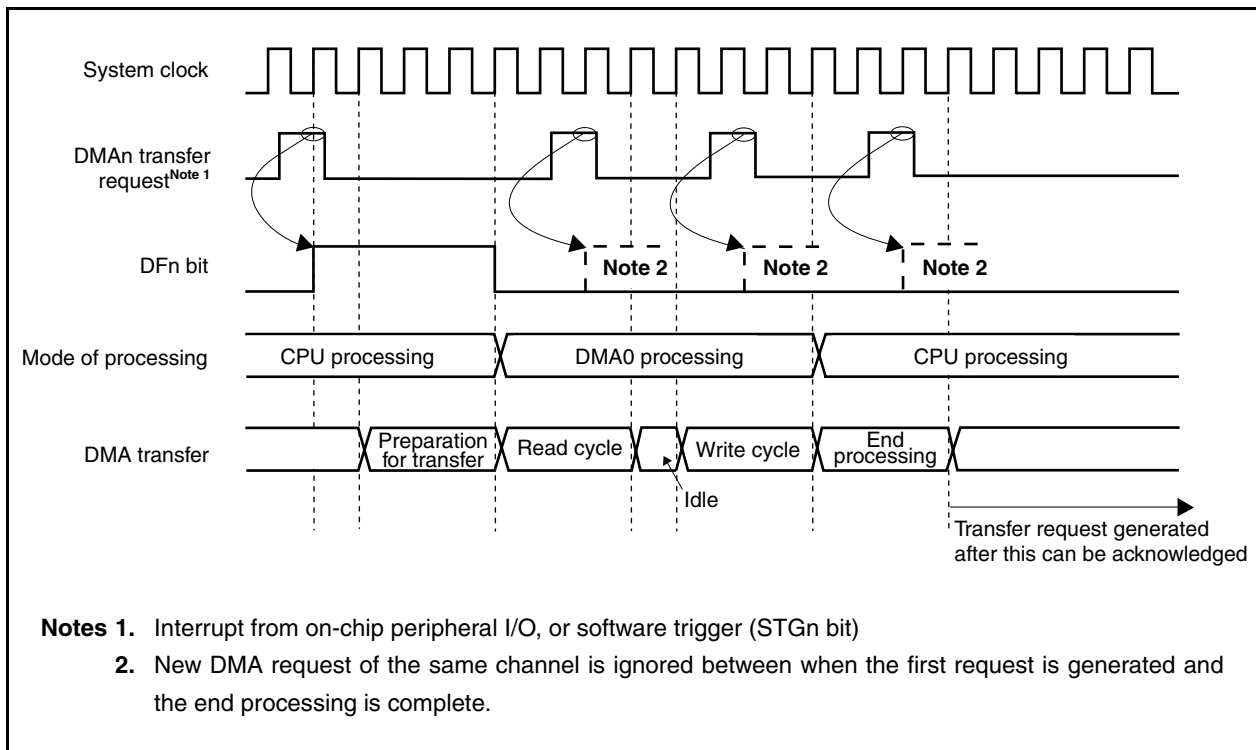 System clock
DMAn transfer
requestNote 1
DFn bit
Note 2
Note 2
Note 2
Mode of processing
CPU processing
DMA0 processing
CPU processing
DMA transfer
Preparation
for transfer
Read cycle
Write cycle
End
processing
Idle
Transfer request generated
after this can be acknowledged
Notes 1. Interrupt from on-chip peripheral I/O, or software trigger (STGn bit)
2. New DMA request of the same channel is ignored between when the first request is generated and
the end processing is complete.